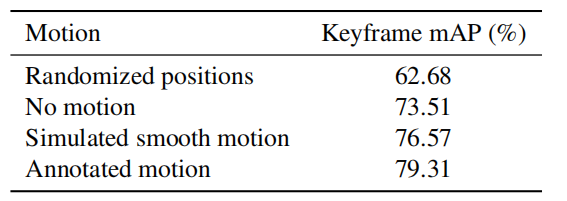 Motion Keyframe mAP (%)
Randomized positions 62.68
No motion 73.51
Simulated smooth motion 76.57
Annotated motion 79.31